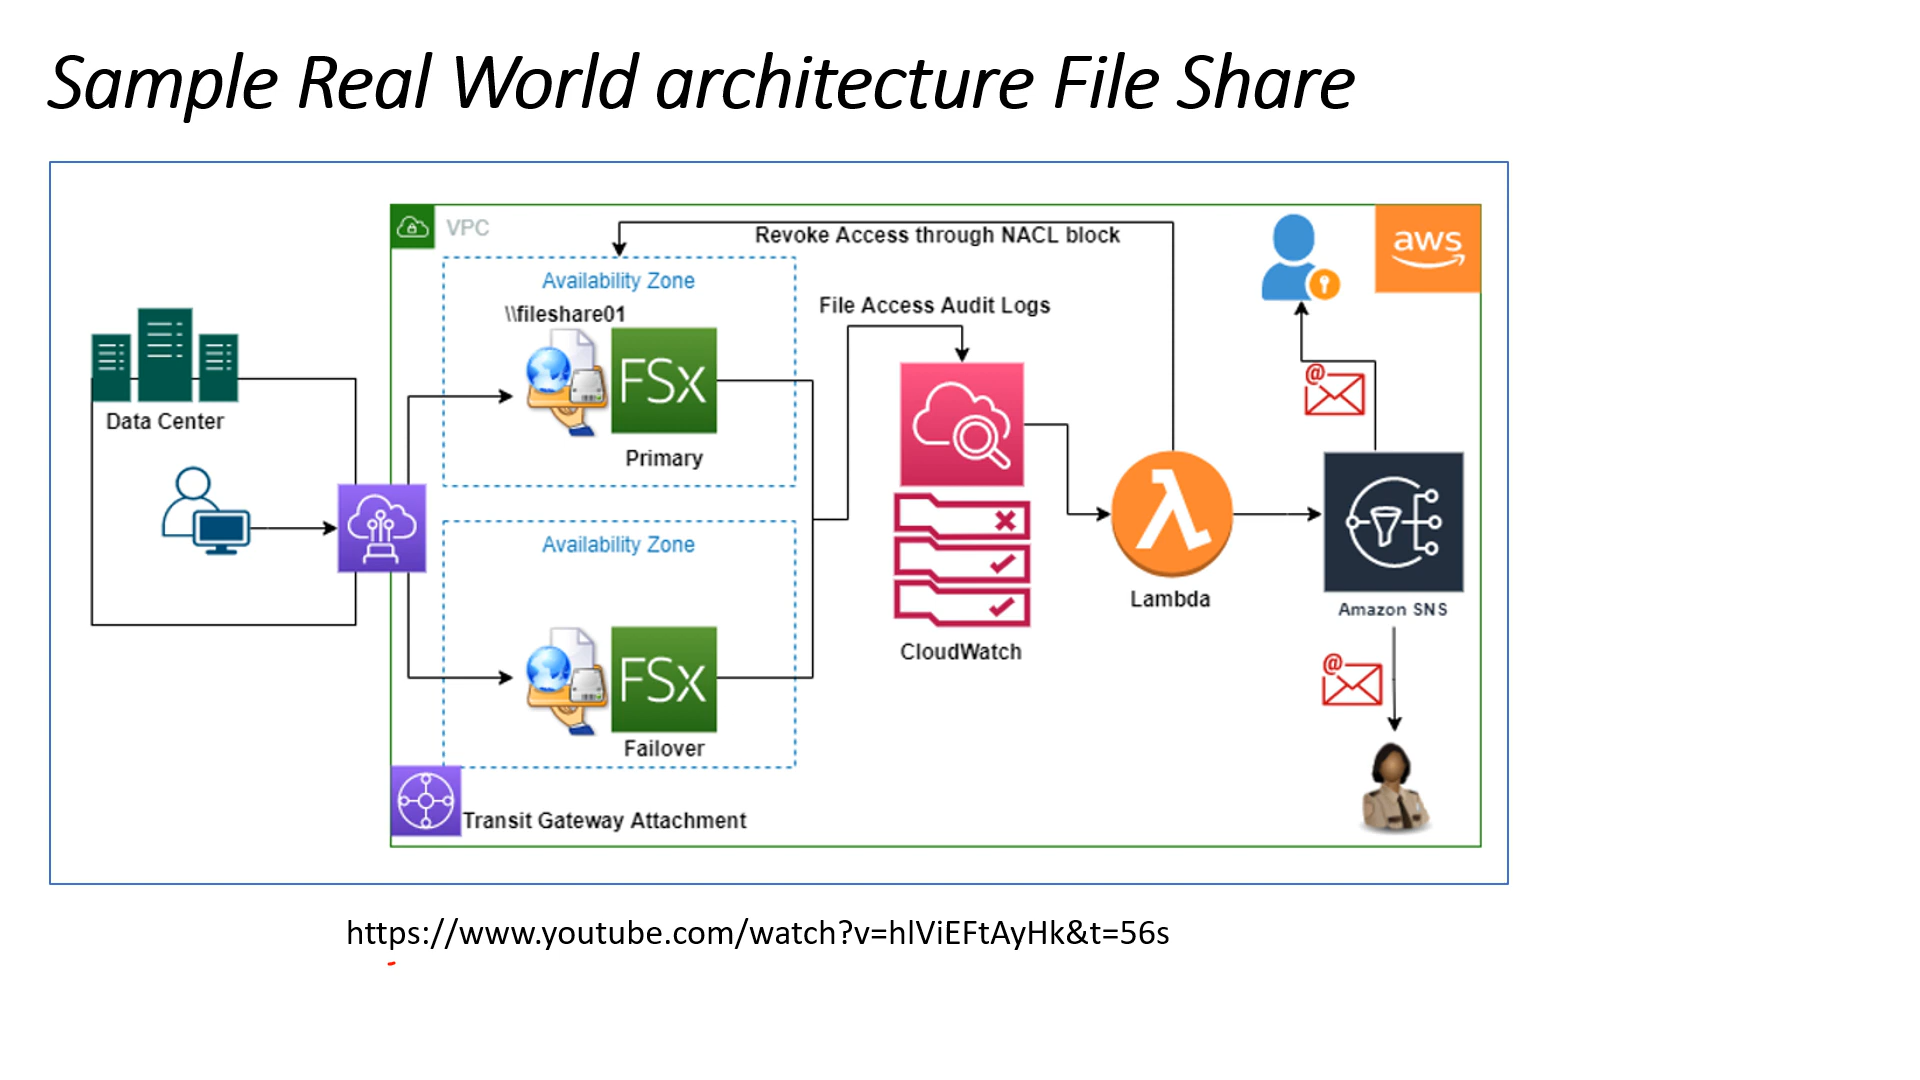 Sample Real World architecture File Share
VPC
Revoke Access through NACL block
aws
Availability Zone
\\fileshare01
FSx
Primary
File Access Audit Logs
Data Center
@
Availability Zone
FSx
Failover
CloudWatch
Lambda
Amazon SNS
@
Transit Gateway Attachment
https://www.youtube.com/watch?v=hlViEFtAyHk&t=56s